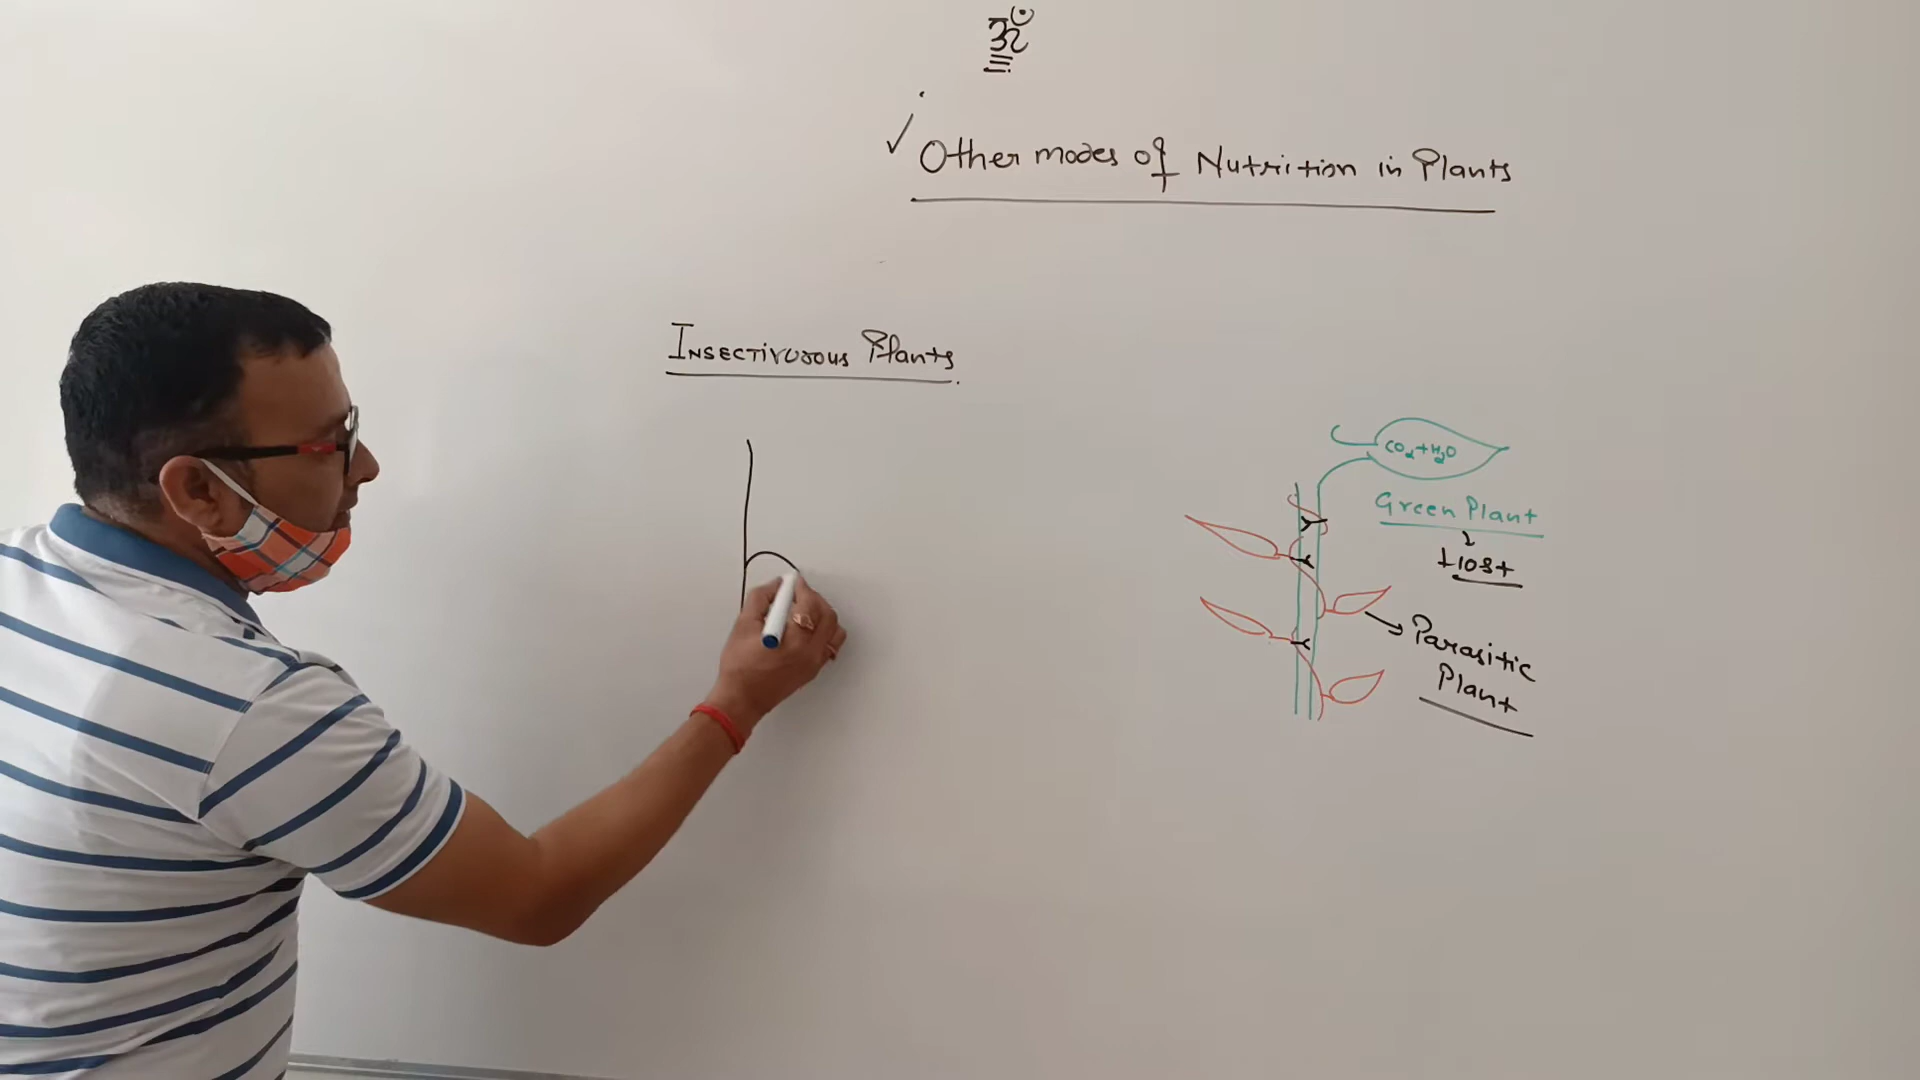 ॐ
Other modes of Nutrition in Plants
Insectivorous Plants
CO2+H2O
Green Plant
Host
Parasitic
Plant